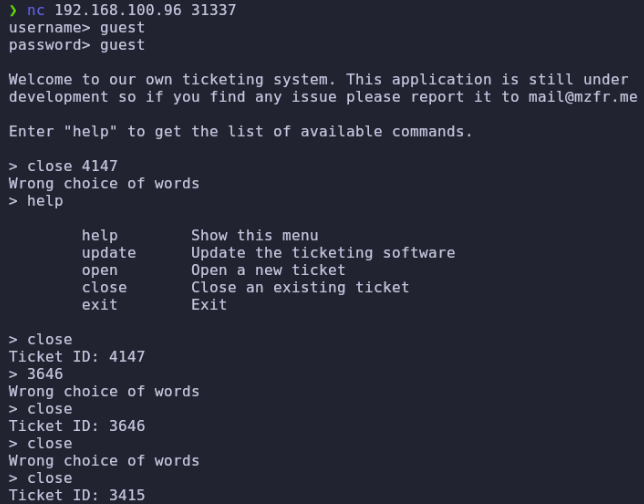 ❯ nc 192.168.100.96 31337
username> guest
password> guest
Welcome to our own ticketing system. This application is still under
development so if you find any issue please report it to mail@mzfr.me
Enter "help" to get the list of available commands.
> close 4147
Wrong choice of words
> help
help        Show this menu
update      Update the ticketing software
open        Open a new ticket
close       Close an existing ticket
exit        Exit
> close
Ticket ID: 4147
> 3646
Wrong choice of words
> close
Ticket ID: 3646
> close
Wrong choice of words
> close
Ticket ID: 3415